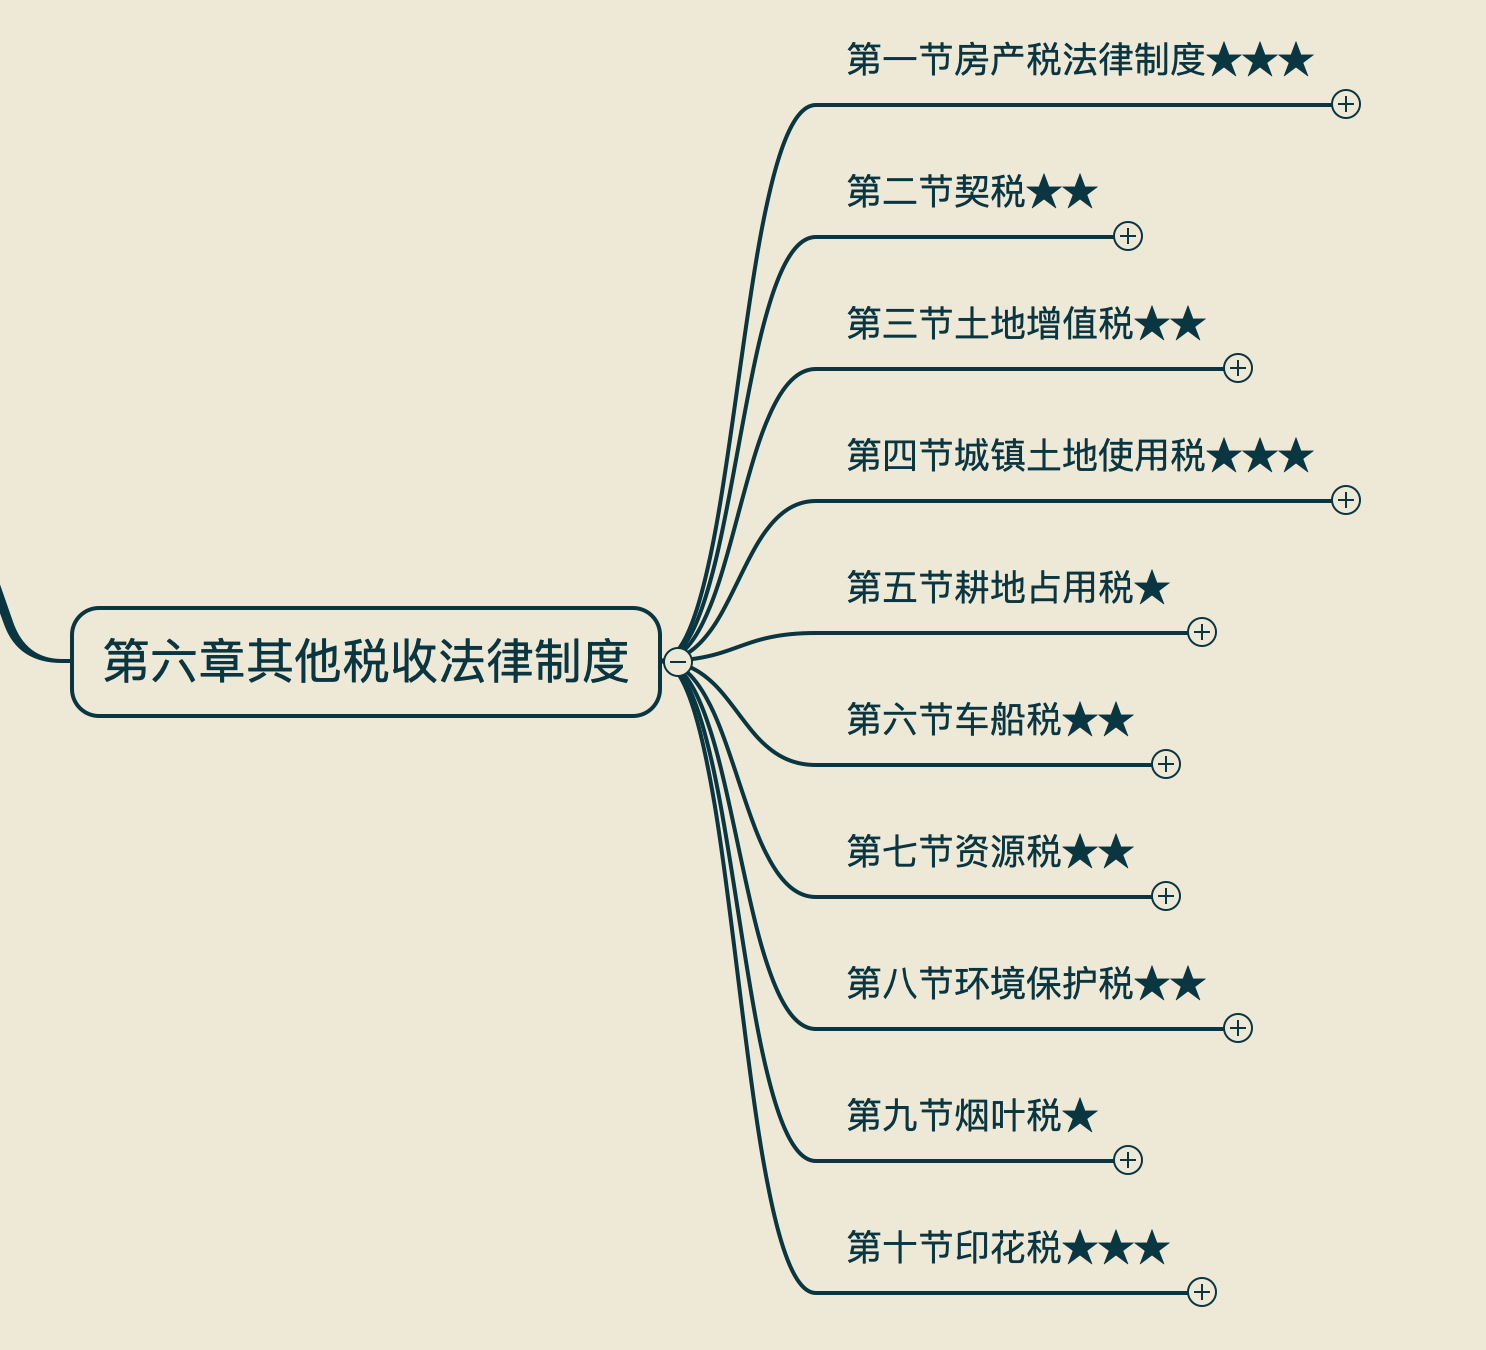 第一节房产税法律制度★★★
第二节契税★★
第三节土地增值税★★
第四节城镇土地使用税★★★
第五节耕地占用税★
第六章其他税收法律制度
第六节车船税★★
第七节资源税★★
第八节环境保护税★★
第九节烟叶税★
第十节印花税★★★